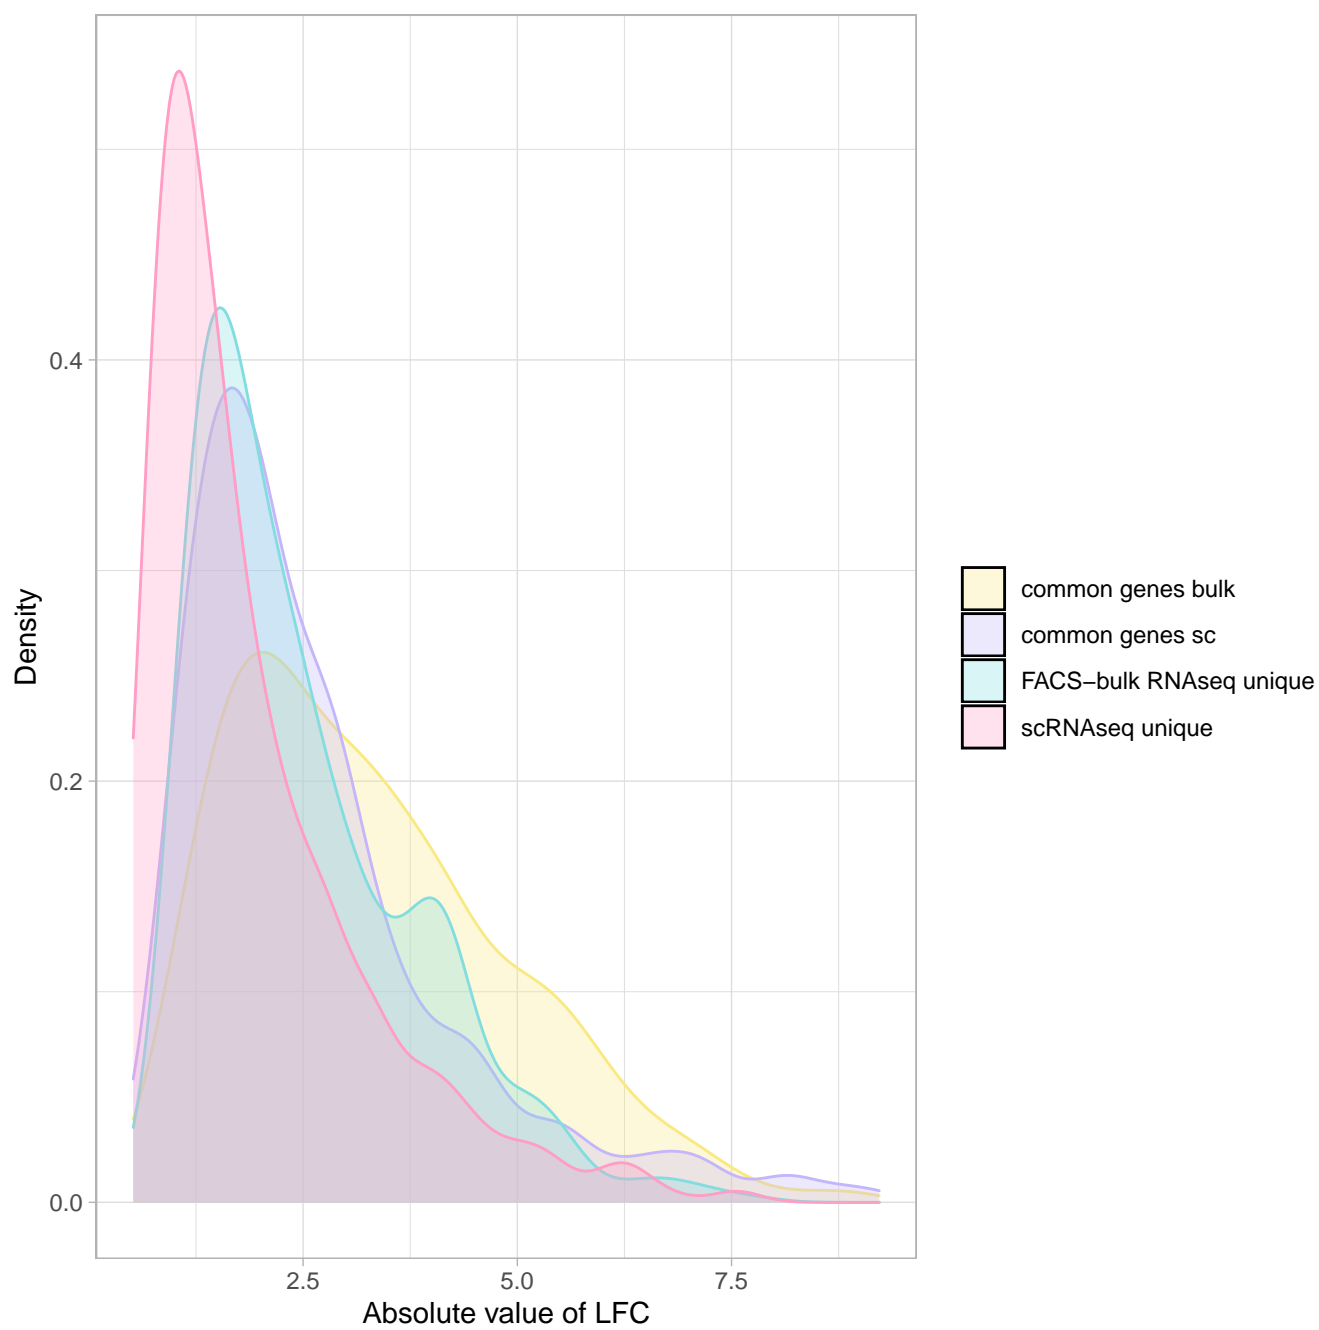 Density
0.4
0.2
0.0
2.5 5.0 7.5
Absolute value of LFC
common genes bulk
common genes sc
FACS−bulk RNAseq unique
scRNAseq unique